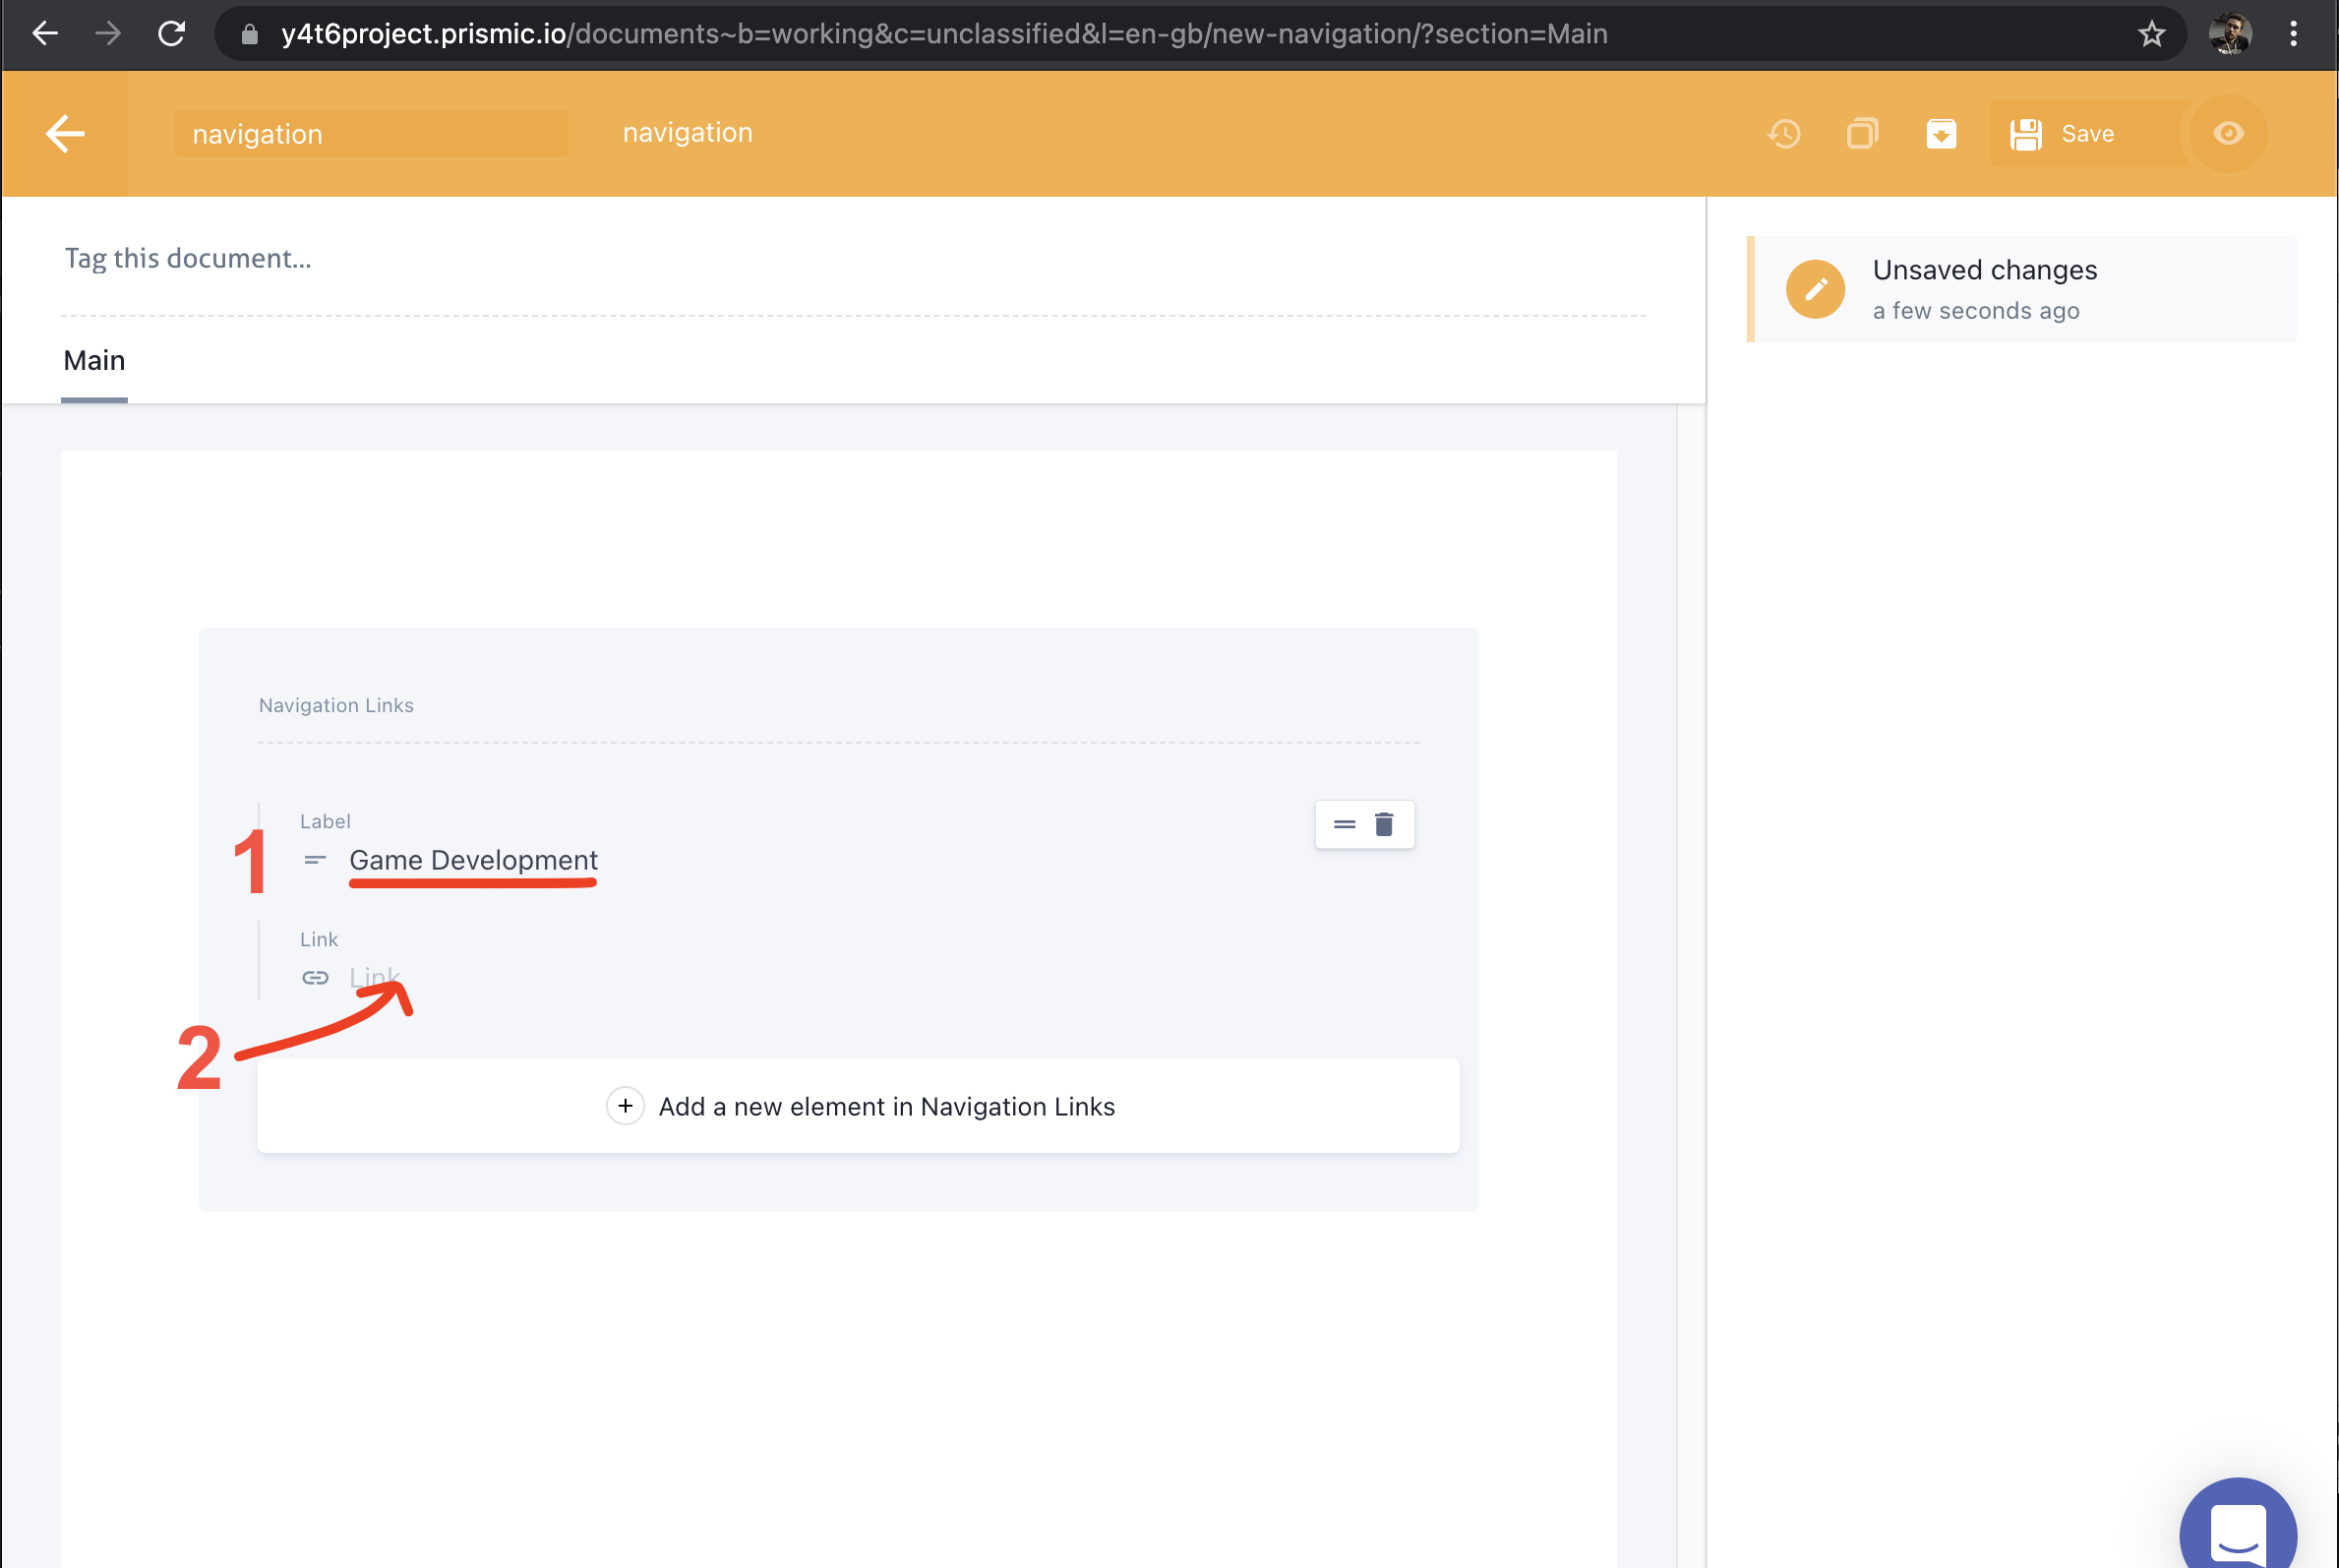 y4t6project.prismic.io/documents~b=working&c=unclassified&l=en-gb/new-navigation/?section=Main
navigation
navigation
Save
Tag this document...
Unsaved changes
a few seconds ago
Main
Navigation Links
Label
1
Game Development
Link
Link
2
Add a new element in Navigation Links